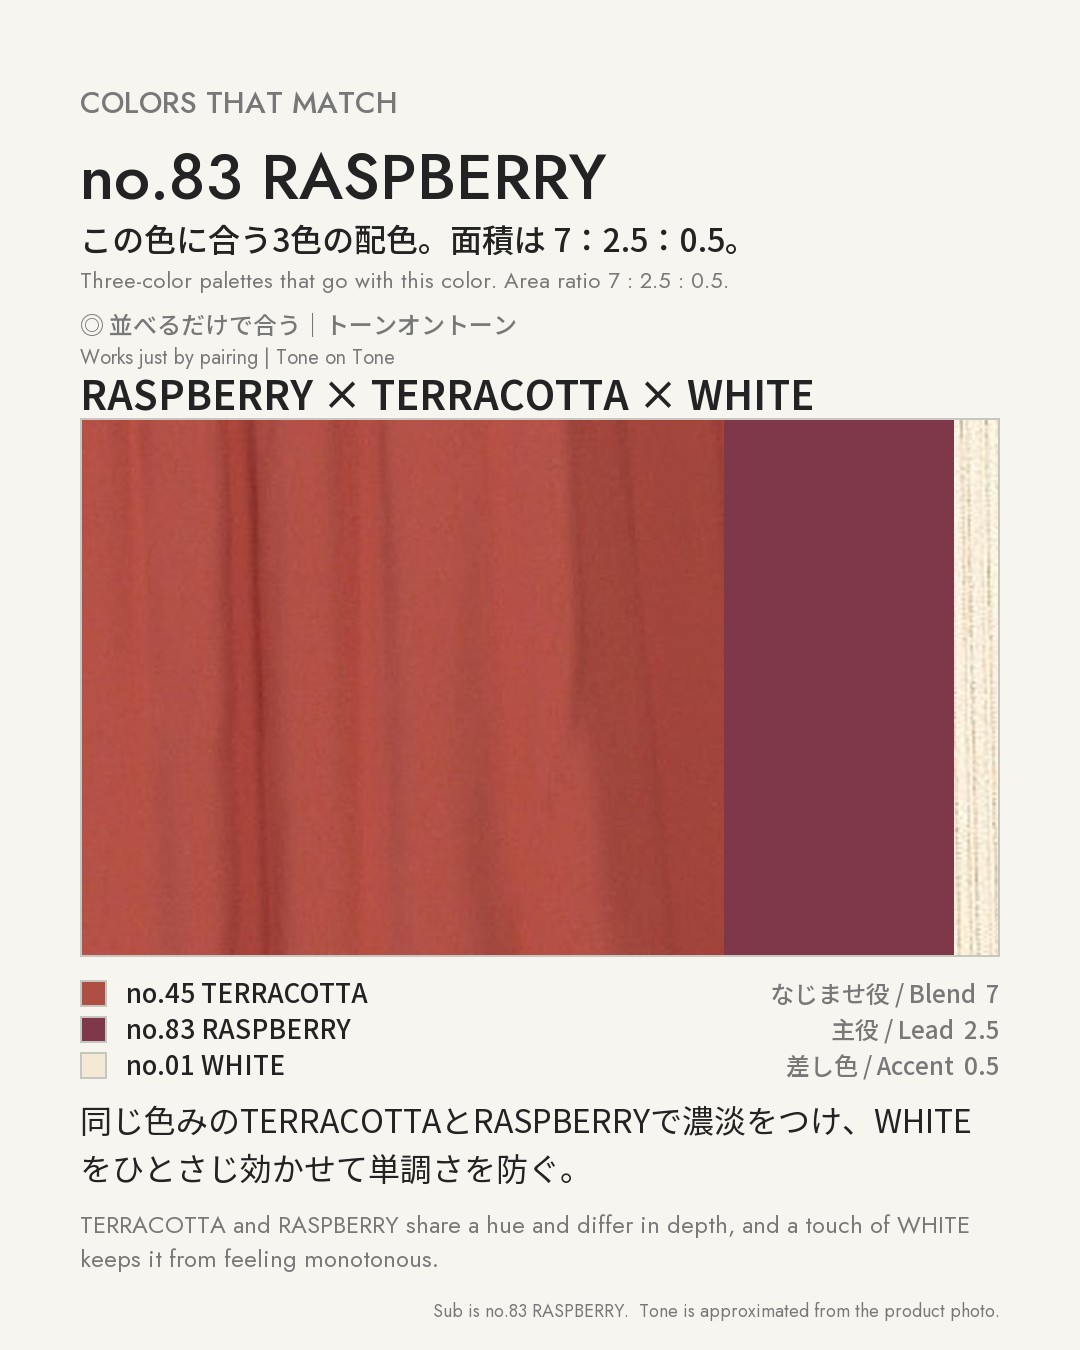 COLORS THAT MATCH
no.83 RASPBERRY
この色に合う3色の配色。面積は 7：2.5：0.5。
Three-color palettes that go with this color. Area ratio 7 : 2.5 : 0.5.
◎ 並べるだけで合う｜トーンオントーン
Works just by pairing | Tone on Tone
RASPBERRY × TERRACOTTA × WHITE
no.45 TERRACOTTA なじませ役 / Blend 7
no.83 RASPBERRY 主役 / Lead 2.5
no.01 WHITE 差し色 / Accent 0.5
同じ色みのTERRACOTTAとRASPBERRYで濃淡をつけ、WHITE
をひとさじ効かせて単調さを防ぐ。
TERRACOTTA and RASPBERRY share a hue and differ in depth, and a touch of WHITE
keeps it from feeling monotonous.
Sub is no.83 RASPBERRY. Tone is approximated from the product photo.